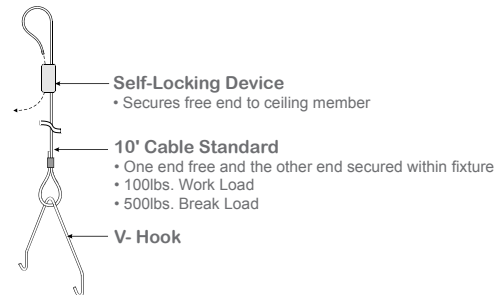 Self-Locking Device
• Secures free end to ceiling member
10' Cable Standard
• One end free and the other end secured within fixture
• 100lbs. Work Load
• 500lbs. Break Load
V- Hook